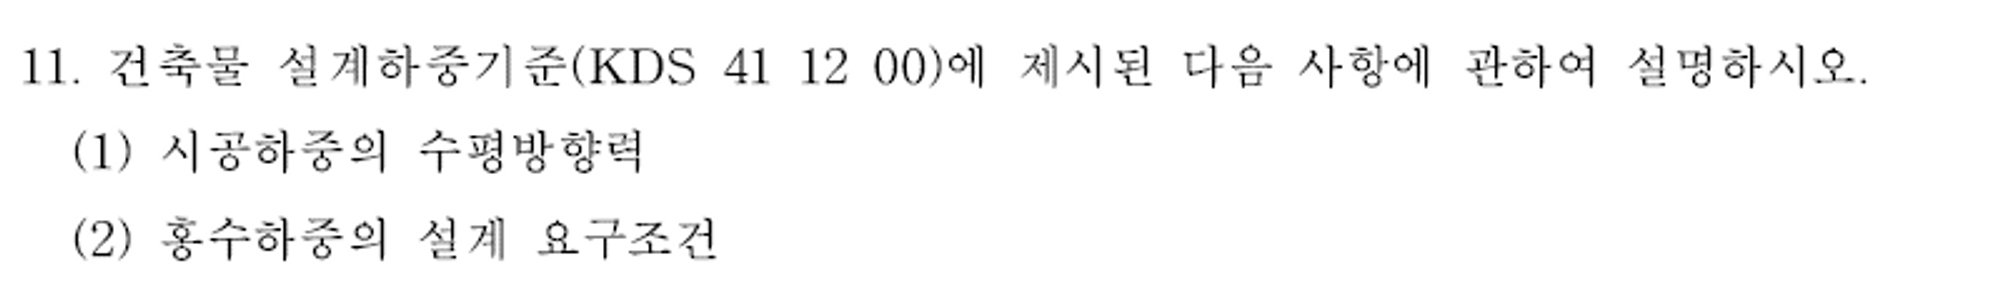 11. 건축물 설계하중기준(KDS 41 12 00)에 제시된 다음 사항에 관하여 설명하시오.
(1) 시공하중의 수평방향력
(2) 홍수하중의 설계 요구조건